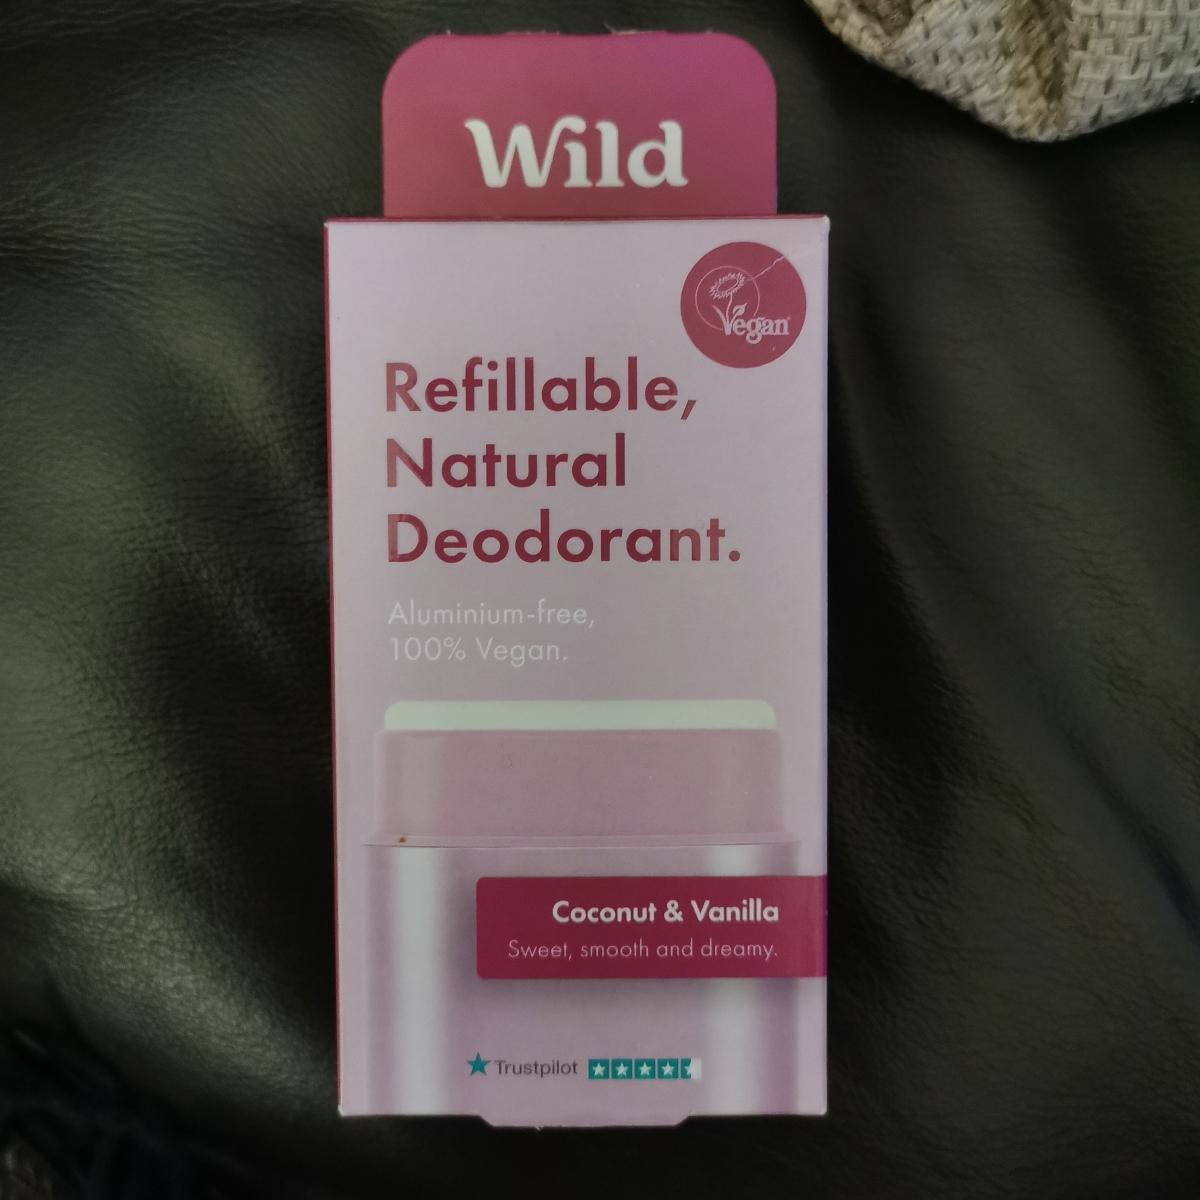 Wild
Vegan
Refillable,
Natural
Deodorant.
Aluminium-free,
100% Vegan.
Coconut & Vanilla
Sweet, smooth and dreamy.
Trustpilot